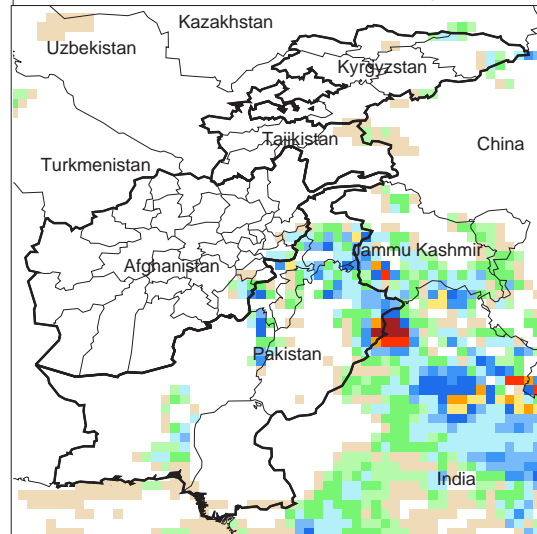 Kazakhstan
Uzbekistan
Kyrgyzstan
Tajikistan
China
Turkmenistan
Jammu Kashmir
Afghanistan
Pakistan
India